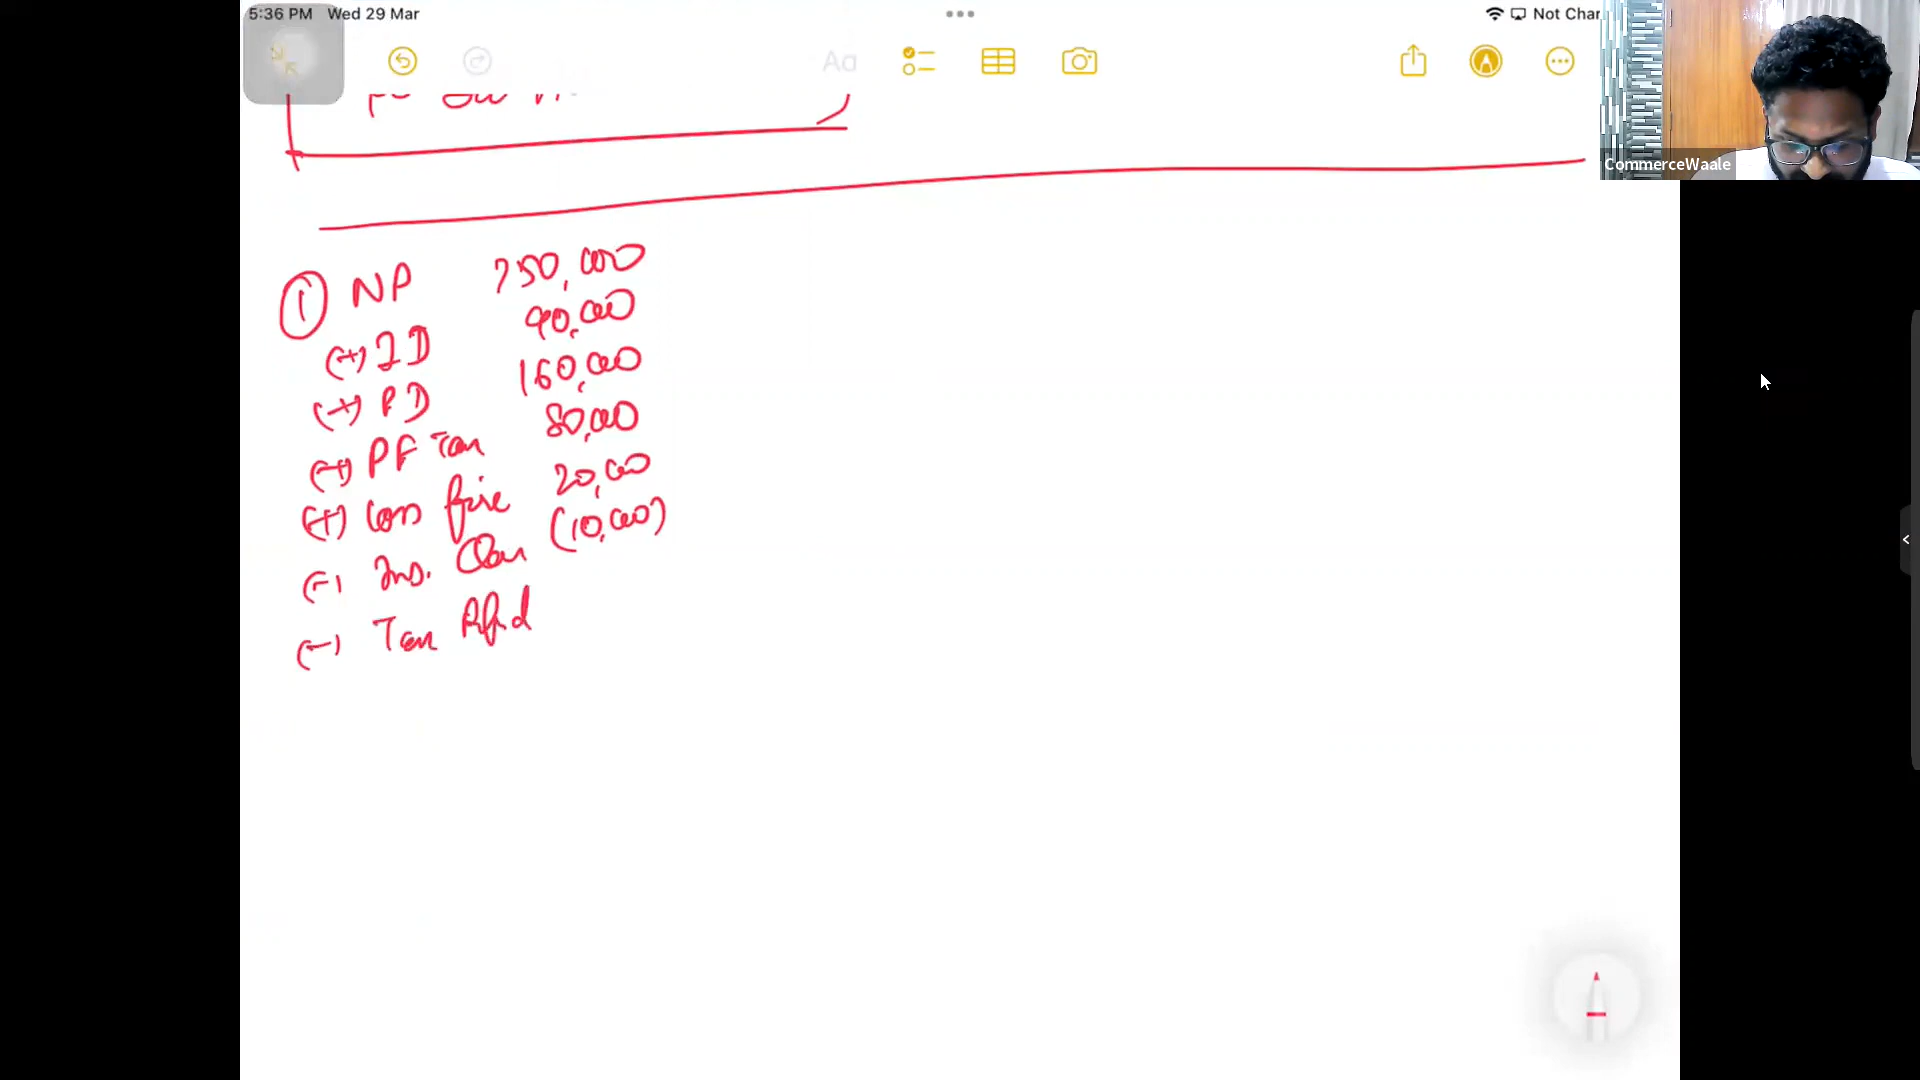 5:36 PM Wed 29 Mar
Not Char
Aa
CommerceWaale
① NP 750,000
(+) ID 90,000
(+) PD 160,000
(+) PF Tax 80,000
(+) Loss fire 20,000
(-) Ins. Claim (10,000)
(-) Tax Rfnd